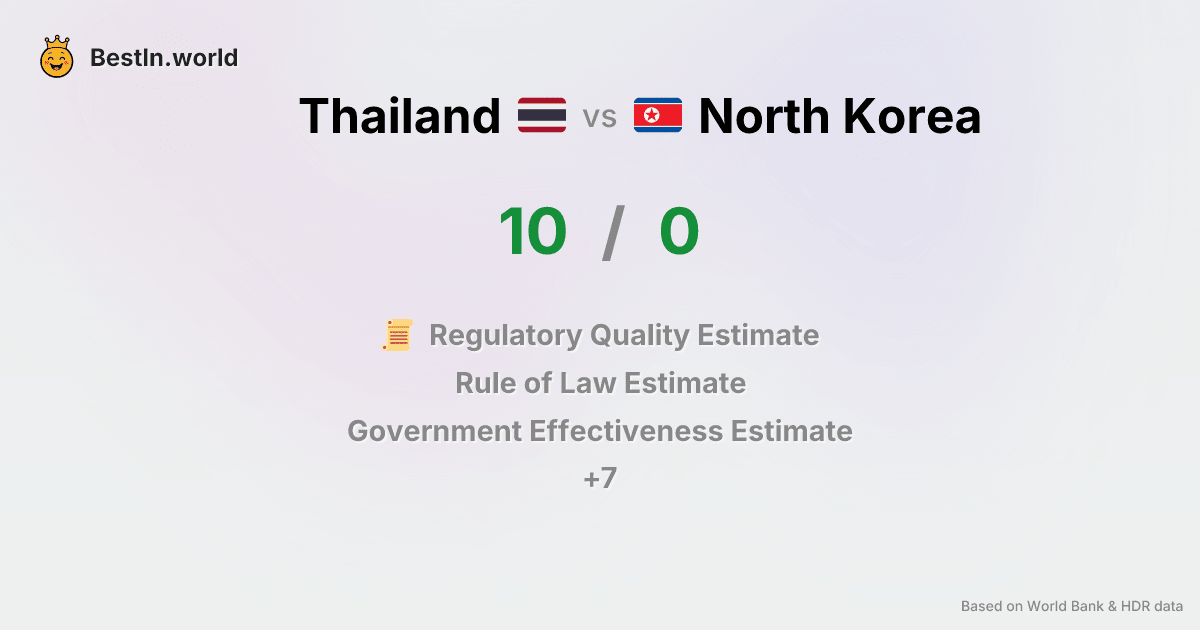 BestIn.world
Thailand vs North Korea
10 / 0
Regulatory Quality Estimate
Rule of Law Estimate
Government Effectiveness Estimate
+7
Based on World Bank & HDR data